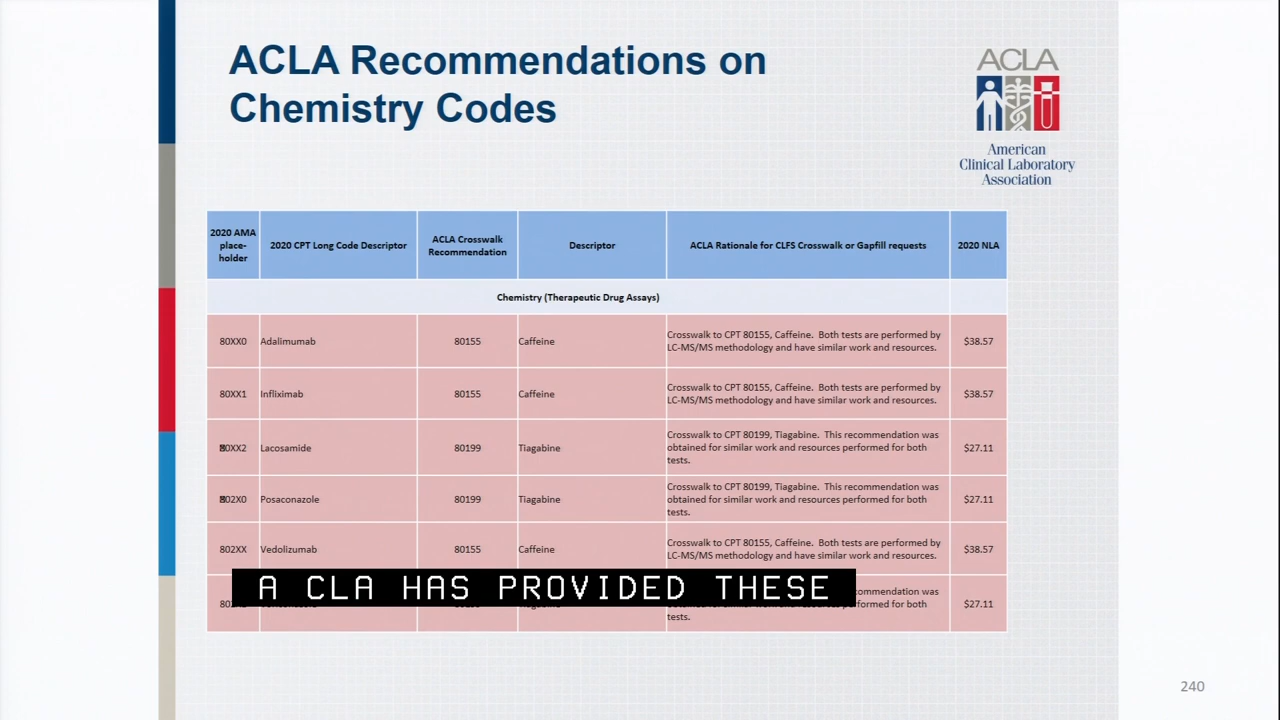 ACLA Recommendations on
Chemistry Codes
ACLA
American
Clinical Laboratory
Association
2020 AMA
place-
holder
2020 CPT Long Code Descriptor
ACLA Crosswalk
Recommendation
Descriptor
ACLA Rationale for CLFS Crosswalk or Gapfill requests
2020 NLA
Chemistry (Therapeutic Drug Assays)
80XX0 Adalimumab 80155 Caffeine
Crosswalk to CPT 80155, Caffeine. Both tests are performed by
LC-MS/MS methodology and have similar work and resources.
$38.57
80XX1 Infliximab 80155 Caffeine
Crosswalk to CPT 80155, Caffeine. Both tests are performed by
LC-MS/MS methodology and have similar work and resources.
$38.57
80XX2 Lacosamide 80199 Tiagabine
Crosswalk to CPT 80199, Tiagabine. This recommendation was
obtained for similar work and resources performed for both
tests.
$27.11
802X0 Posaconazole 80199 Tiagabine
Crosswalk to CPT 80199, Tiagabine. This recommendation was
obtained for similar work and resources performed for both
tests.
$27.11
802XX Vedolizumab 80155 Caffeine
Crosswalk to CPT 80155, Caffeine. Both tests are performed by
LC-MS/MS methodology and have similar work and resources.
$38.57
A CLA HAS PROVIDED THESE
commendation was
formed for both
tests.
$27.11
240